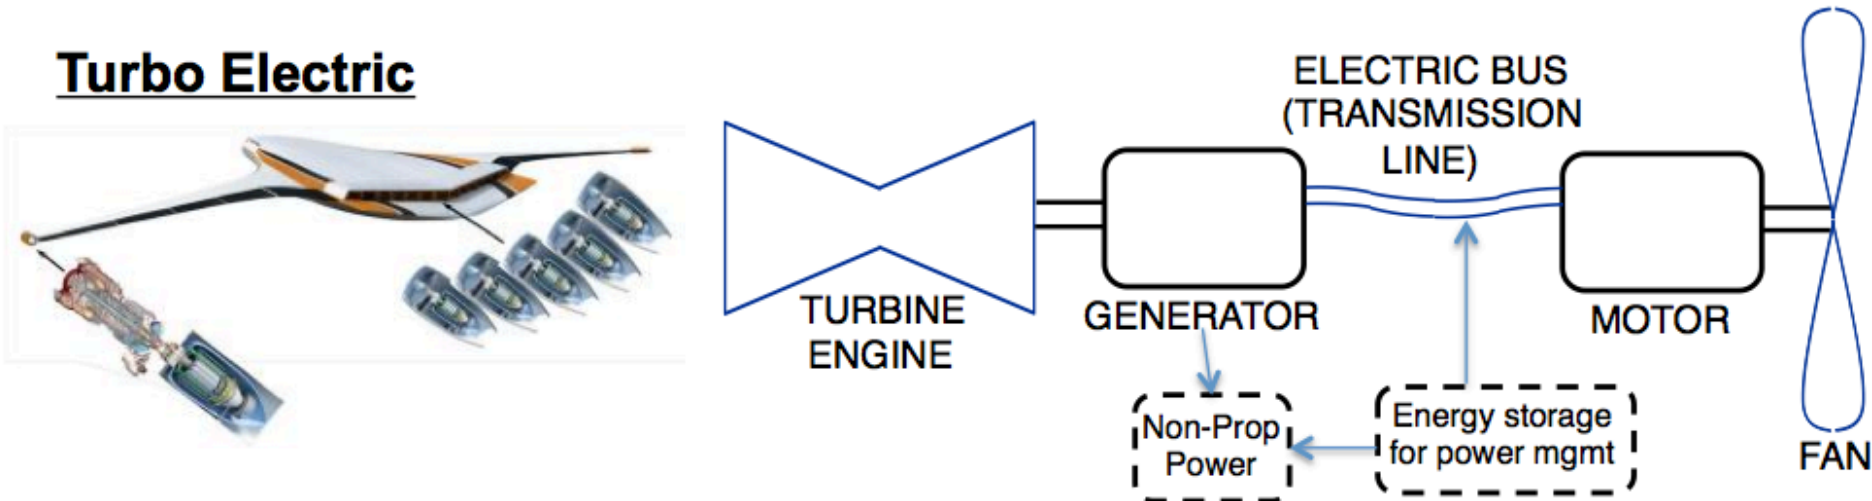 Turbo Electric
ELECTRIC BUS
(TRANSMISSION
LINE)
TURBINE
ENGINE
GENERATOR
MOTOR
Non-Prop
Power
Energy storage
for power mgmt
FAN